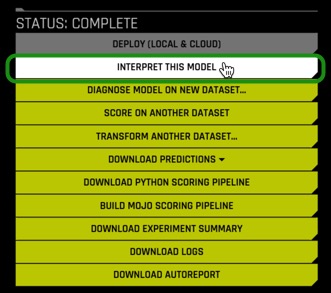 STATUS: COMPLETE
DEPLOY (LOCAL & CLOUD)
INTERPRET THIS MODEL
DIAGNOSE MODEL ON NEW DATASET...
SCORE ON ANOTHER DATASET
TRANSFORM ANOTHER DATASET...
DOWNLOAD PREDICTIONS
DOWNLOAD PYTHON SCORING PIPELINE
BUILD MOJO SCORING PIPELINE
DOWNLOAD EXPERIMENT SUMMARY
DOWNLOAD LOGS
DOWNLOAD AUTOREPORT